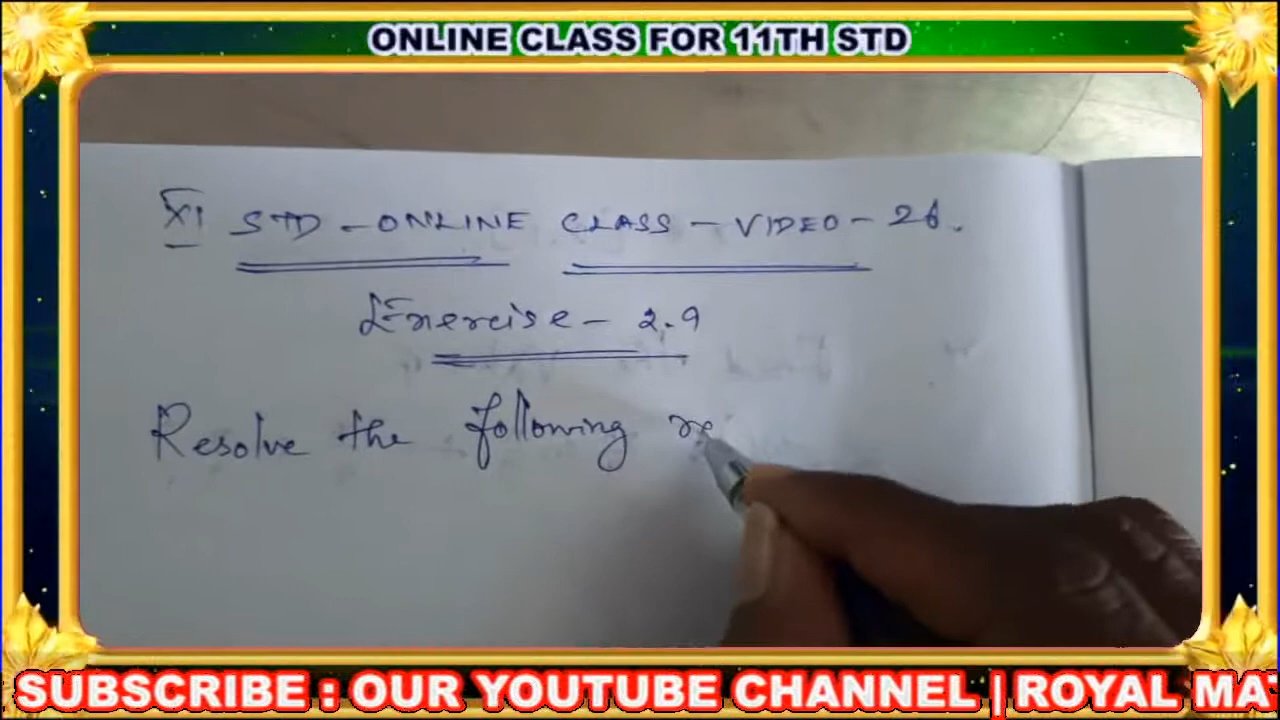 ONLINE CLASS FOR 11TH STD
XI STD - ONLINE CLASS - VIDEO - 26.
Exercise - 2.9
Resolve the following
SUBSCRIBE : OUR YOUTUBE CHANNEL | ROYAL MAT